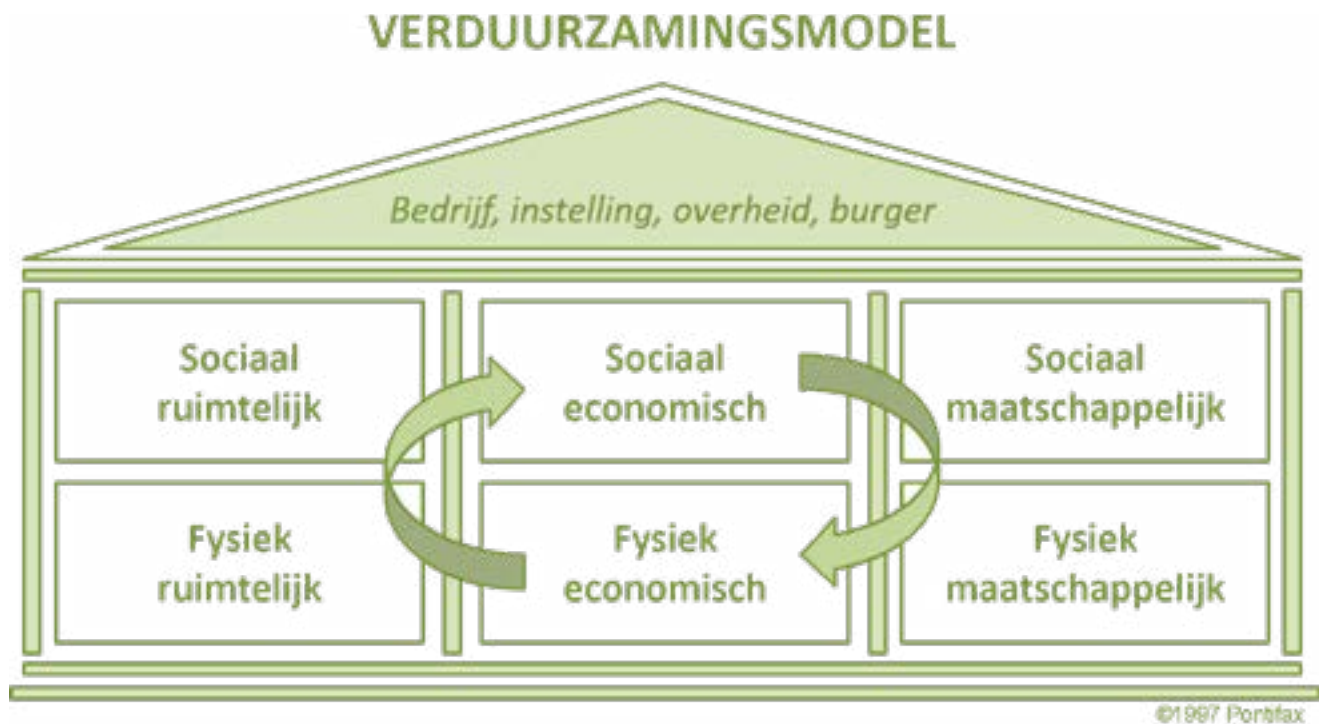 VERDUURZAMINGSMODEL
Bedrijf, instelling, overheid, burger
Sociaal
ruimtelijk
Sociaal
economisch
Sociaal
maatschappelijk
Fysiek
ruimtelijk
Fysiek
economisch
Fysiek
maatschappelijk
©1997 Pontifax